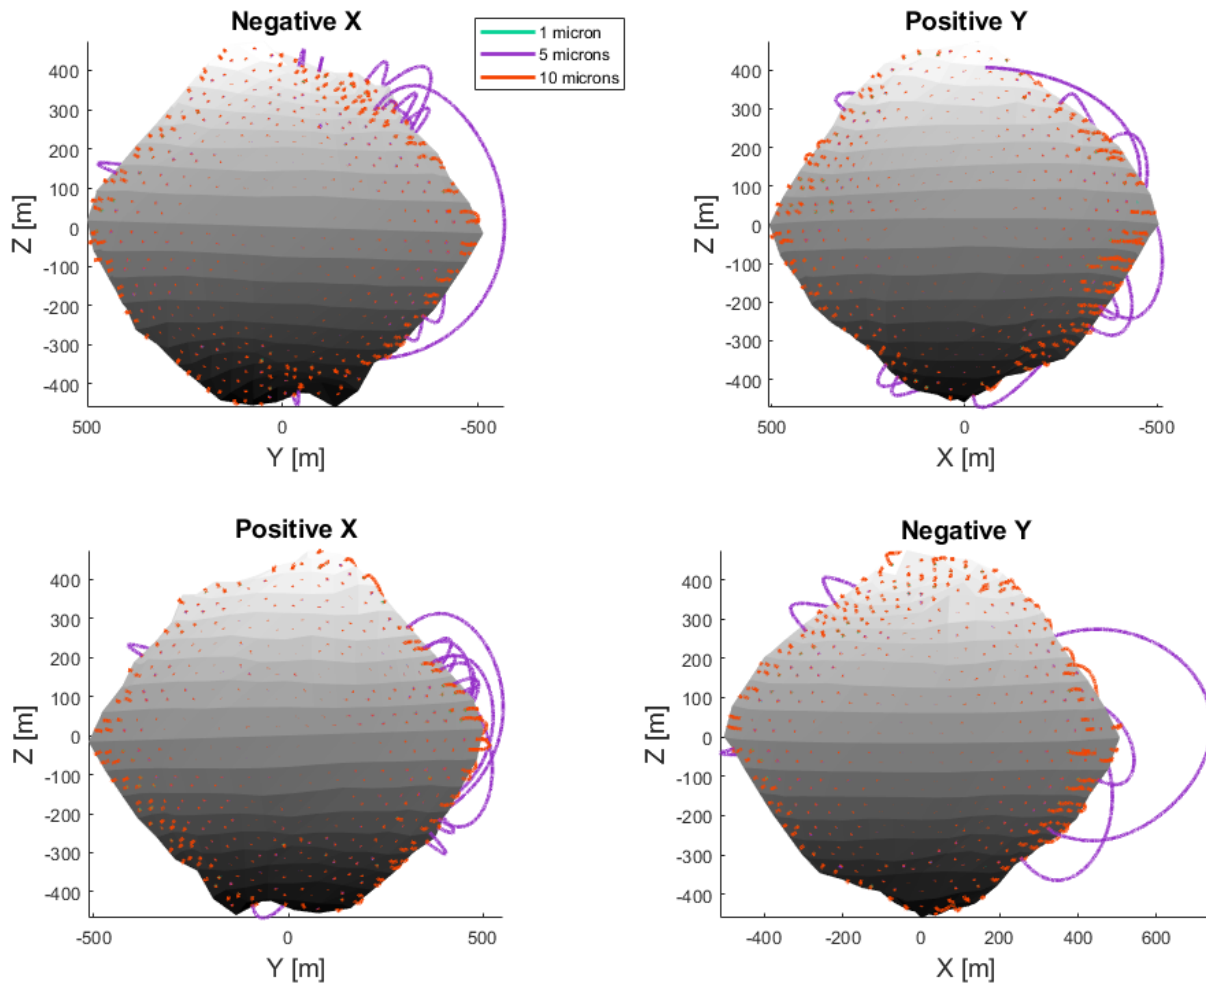 Negative X
1 micron
5 microns
10 microns
400
300
200
100
0
-100
-200
-300
-400
Z [m]
500 0 -500
Y [m]
Positive Y
400
300
200
100
0
-100
-200
-300
-400
Z [m]
500 0 -500
X [m]
Positive X
400
300
200
100
0
-100
-200
-300
-400
Z [m]
-500 0 500
Y [m]
Negative Y
400
300
200
100
0
-100
-200
-300
-400
Z [m]
-400 -200 0 200 400 600
X [m]